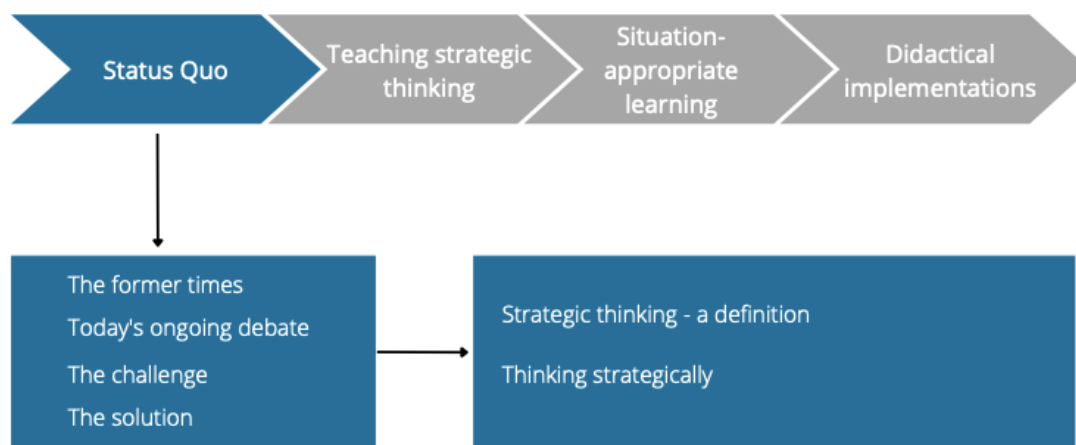 Status Quo
Teaching strategic
thinking
Situation-
appropriate
learning
Didactical
implementations
The former times
Today's ongoing debate
The challenge
The solution
Strategic thinking - a definition
Thinking strategically